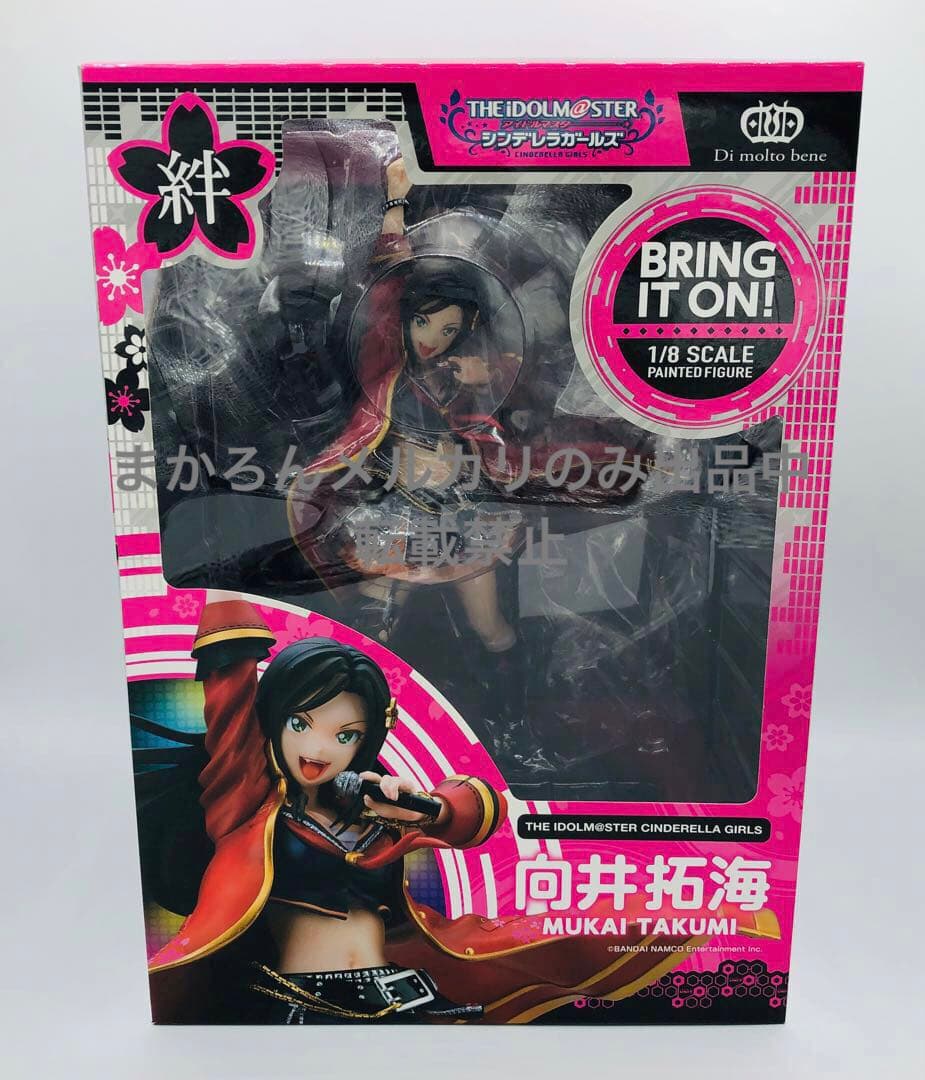 絆
THE iDOLM@STER
アイドルマスター
シンデレラガールズ
CINDERELLA GIRLS
Di molto bene
BRING
IT ON!
1/8 SCALE
PAINTED FIGURE
まかろんメルカリのみ出品中
転載禁止
THE IDOLM@STER CINDERELLA GIRLS
向井拓海
MUKAI TAKUMI
©BANDAI NAMCO Entertainment Inc.